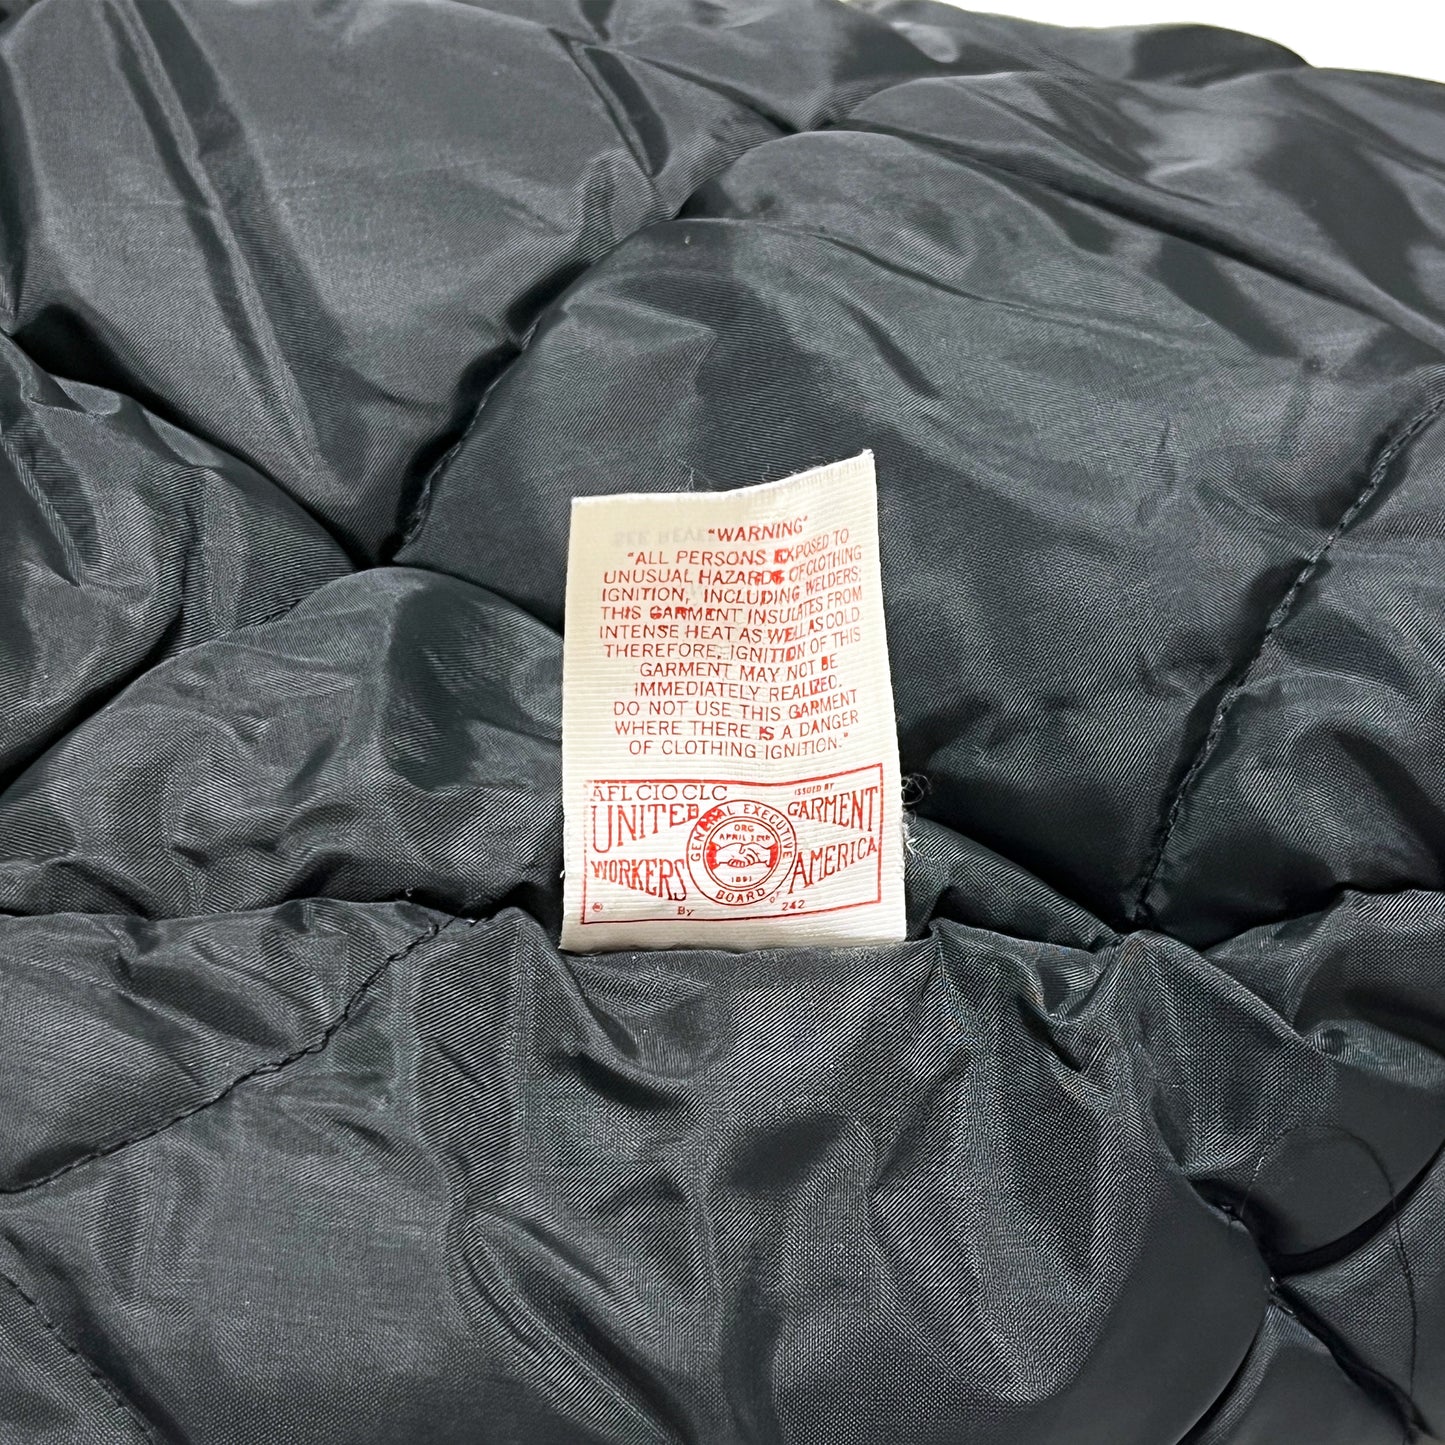 "WARNING"
"ALL PERSONS EXPOSED TO
UNUSUAL HAZARDS OF CLOTHING
IGNITION, INCLUDING WELDERS;
THIS GARMENT INSULATES FROM
INTENSE HEAT AS WELL AS COLD.
THEREFORE, IGNITION OF THIS
GARMENT MAY NOT BE
IMMEDIATELY REALIZED.
DO NOT USE THIS GARMENT
WHERE THERE IS A DANGER
OF CLOTHING IGNITION."
AFL CIO CLC ISSUED BY
UNITED GARMENT
WORKERS OF AMERICA
GENERAL EXECUTIVE
BOARD
ORG
APRIL 12TH
1891
By 242